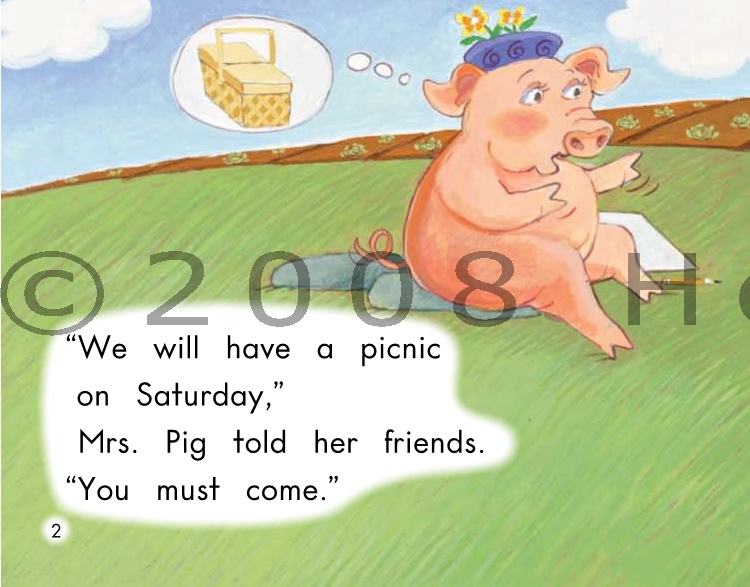 © 2008 H
“We will have a picnic
on Saturday,”
Mrs. Pig told her friends.
“You must come.”
2